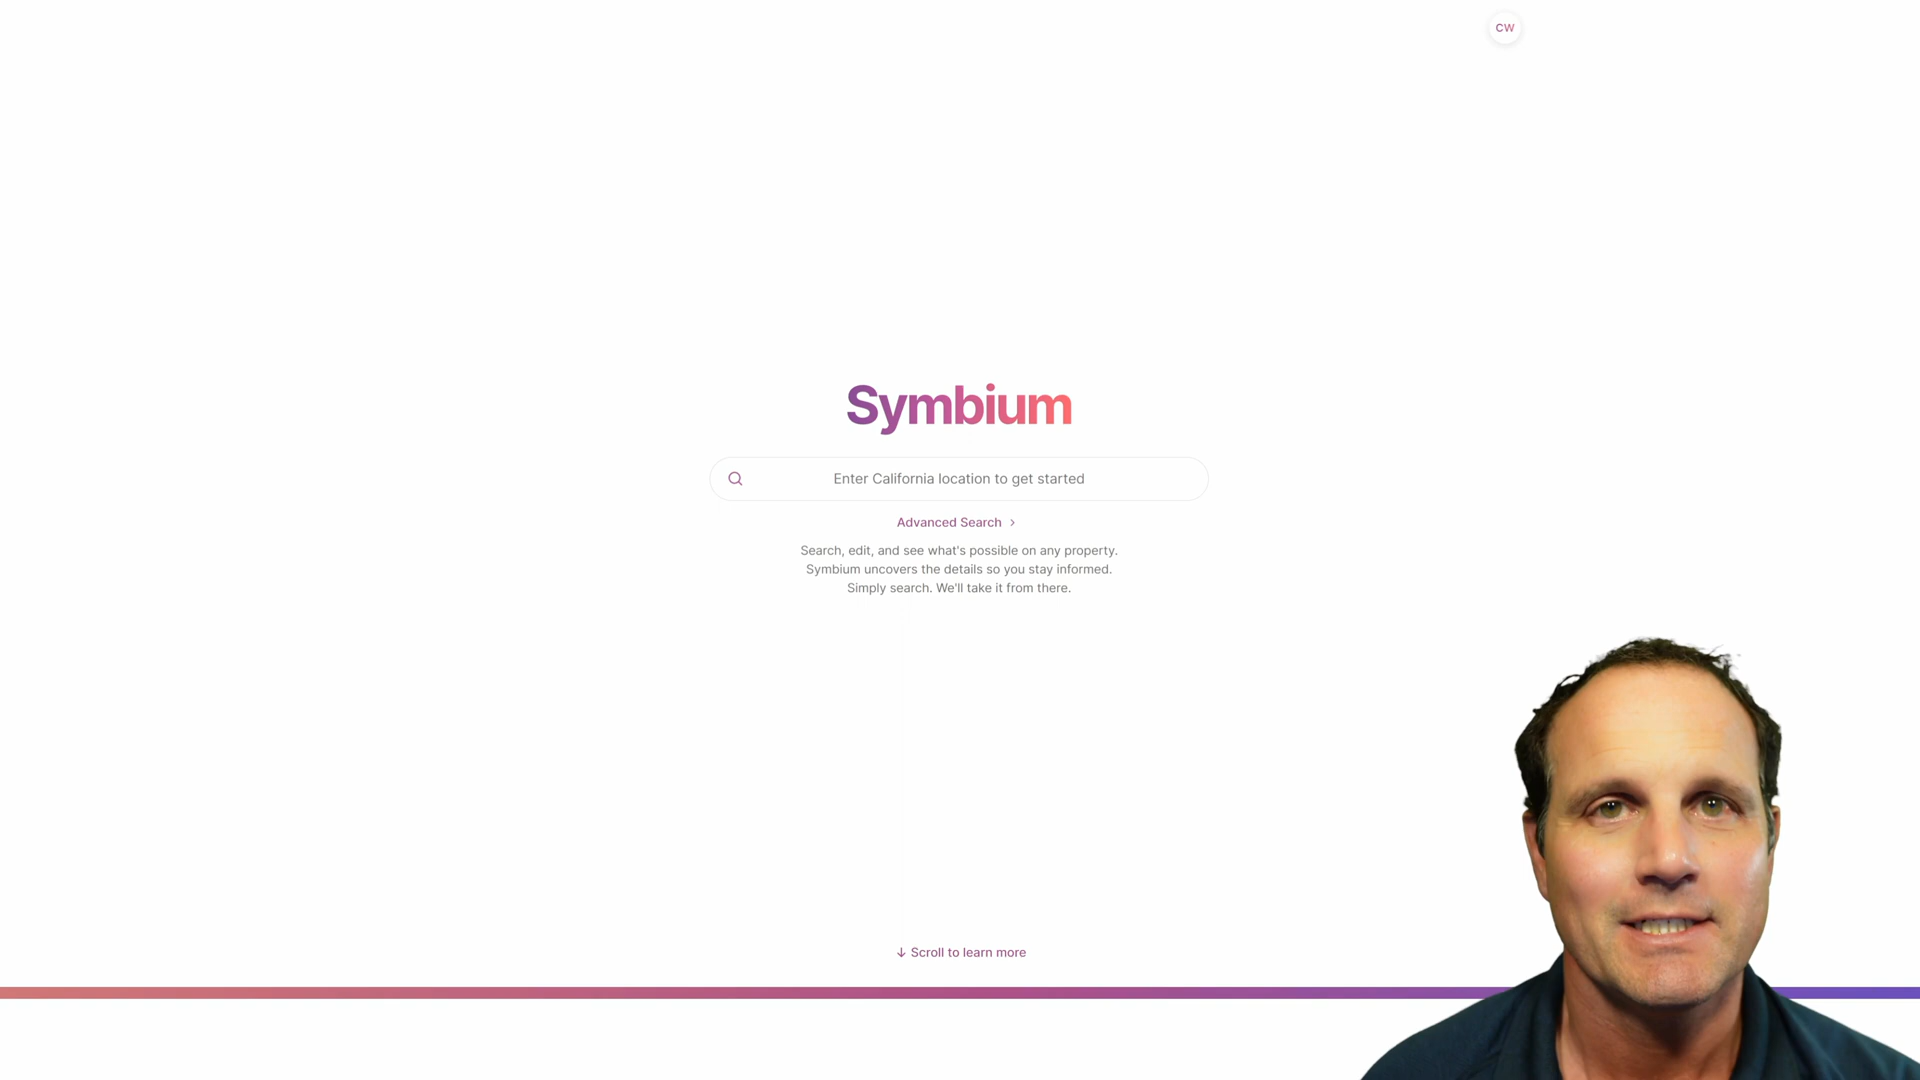 CW
Symbium
Enter California location to get started
Advanced Search
Search, edit, and see what's possible on any property.
Symbium uncovers the details so you stay informed.
Simply search. We'll take it from there.
Scroll to learn more